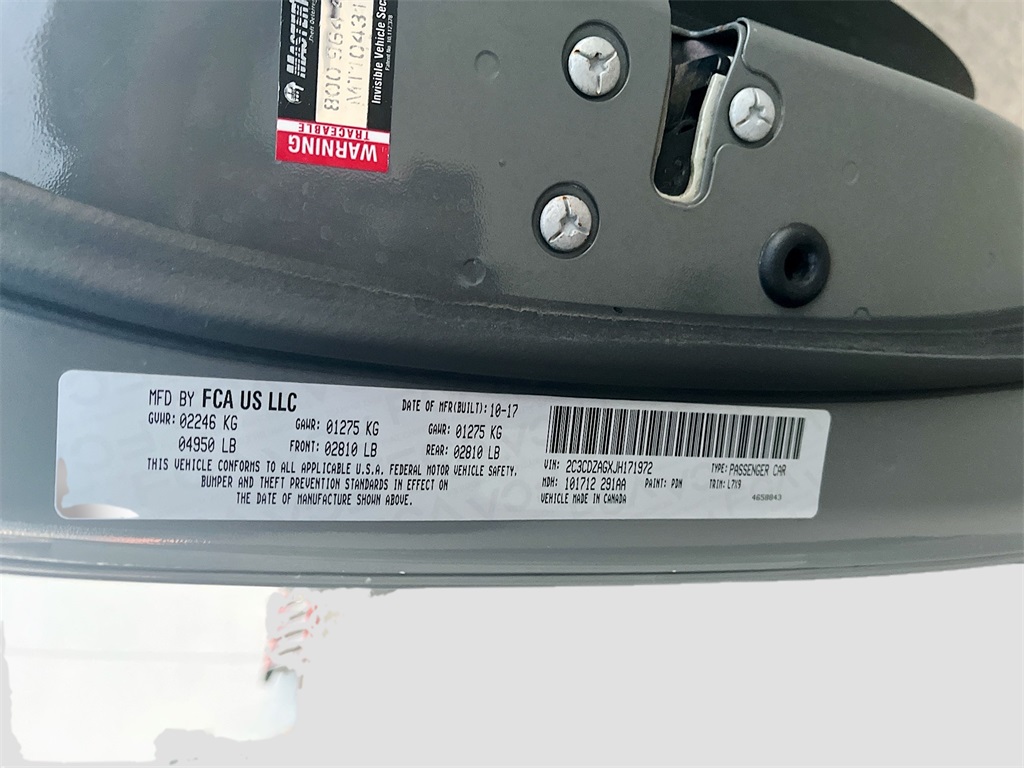 WARNING
TRACEABLE
Invisible Vehicle Sec
MFD BY FCA US LLC
DATE OF MFR(BUILT): 10-17
GVWR: 02246 KG
GAWR: 01275 KG
GAWR: 01275 KG
04950 LB
FRONT: 02810 LB
REAR: 02810 LB
THIS VEHICLE CONFORMS TO ALL APPLICABLE U.S.A. FEDERAL MOTOR VEHICLE SAFETY,
BUMPER AND THEFT PREVENTION STANDARDS IN EFFECT ON
THE DATE OF MANUFACTURE SHOWN ABOVE.
VIN: 2C3CDZAGXJH171972
TYPE: PASSENGER CAR
MDH: 101712 291AA
PAINT: PDN
TRIM: L7X9
VEHICLE MADE IN CANADA
4658043